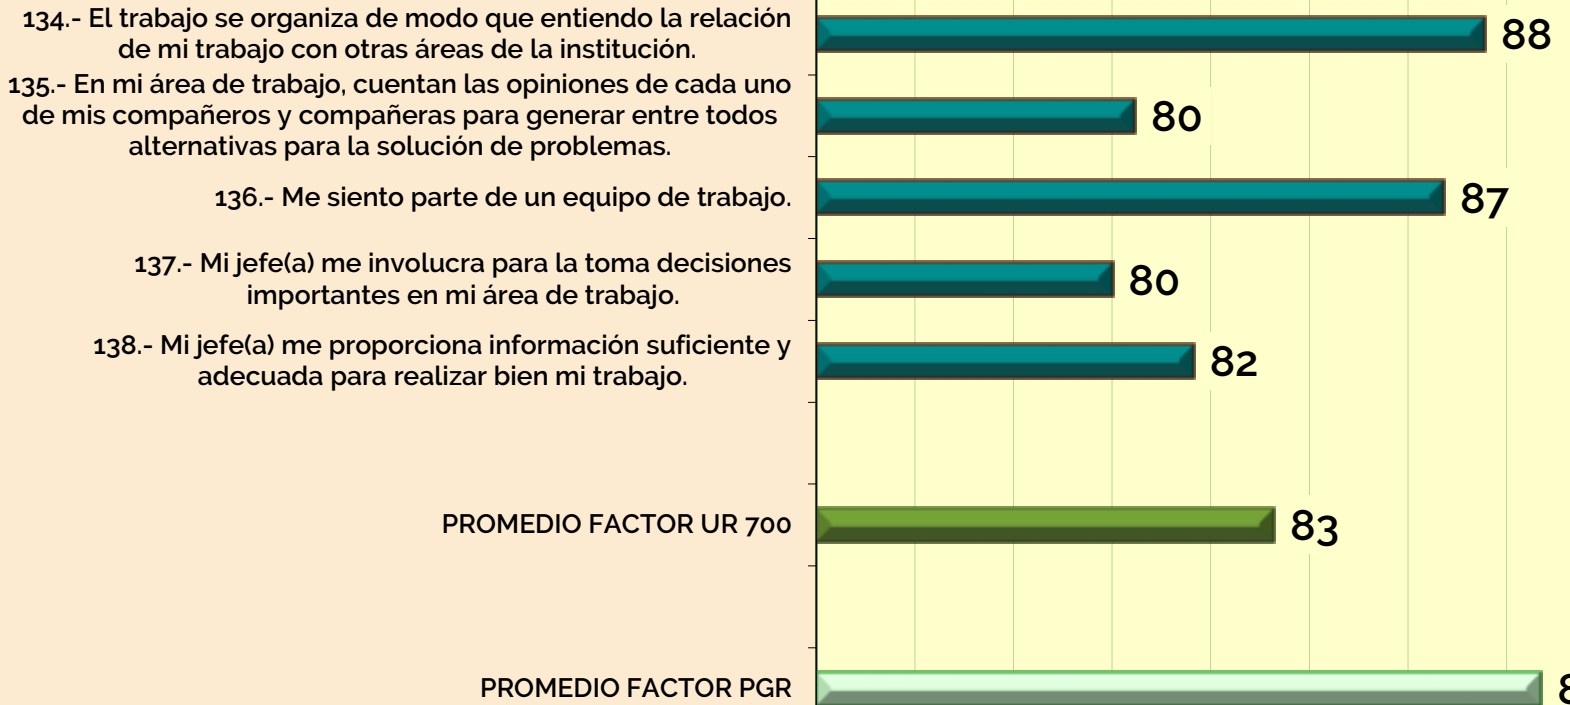 134.- El trabajo se organiza de modo que entiendo la relación
de mi trabajo con otras áreas de la institución.
88
135.- En mi área de trabajo, cuentan las opiniones de cada uno
de mis compañeros y compañeras para generar entre todos
alternativas para la solución de problemas.
80
136.- Me siento parte de un equipo de trabajo.
87
137.- Mi jefe(a) me involucra para la toma decisiones
importantes en mi área de trabajo.
80
138.- Mi jefe(a) me proporciona información suficiente y
adecuada para realizar bien mi trabajo.
82
PROMEDIO FACTOR UR 700
83
PROMEDIO FACTOR PGR